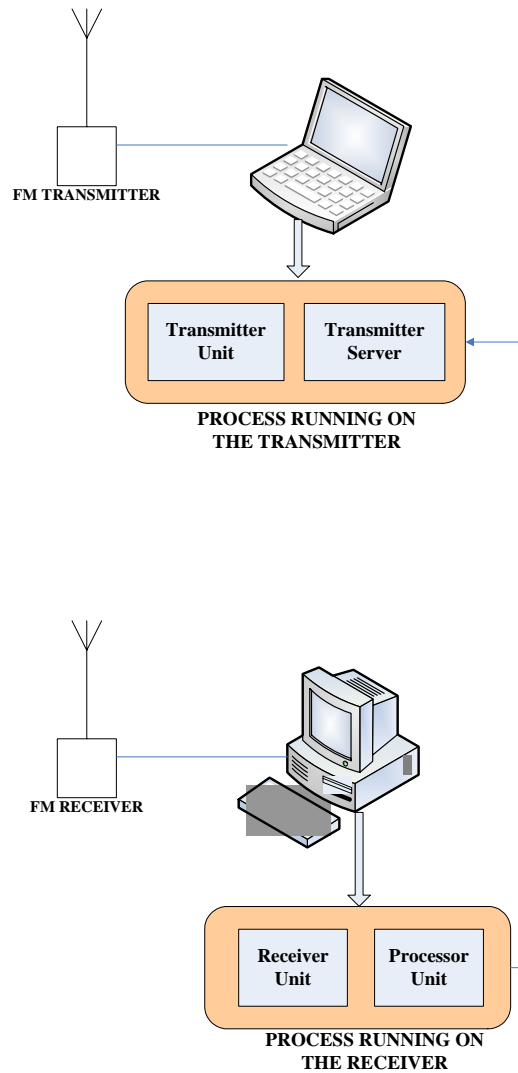 FM TRANSMITTER
Transmitter
Unit
Transmitter
Server
PROCESS RUNNING ON
THE TRANSMITTER
FM RECEIVER
Receiver
Unit
Processor
Unit
PROCESS RUNNING ON
THE RECEIVER